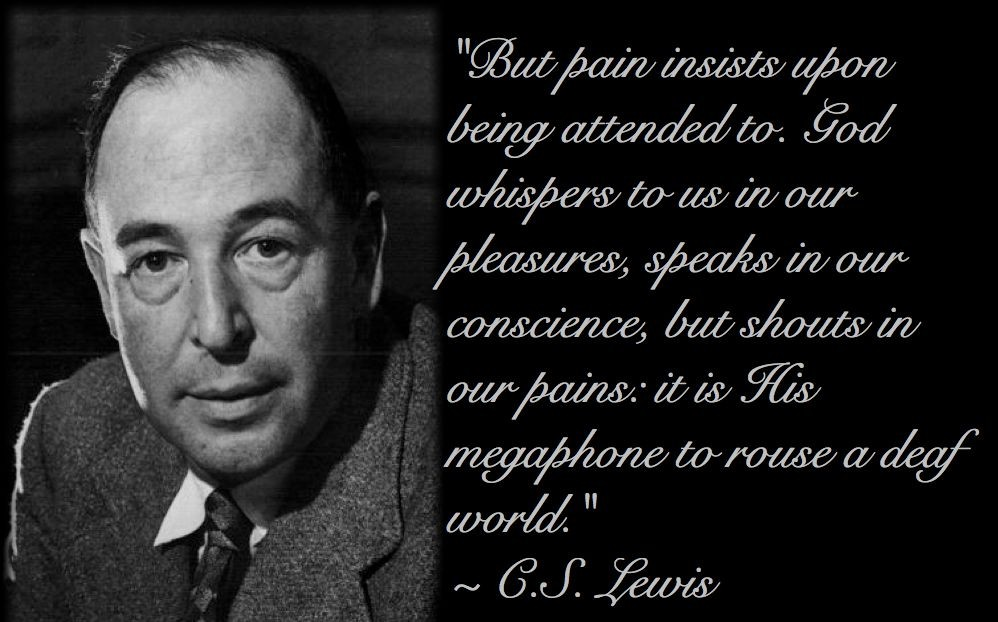 "But pain insists upon
being attended to. God
whispers to us in our
pleasures, speaks in our
conscience, but shouts in
our pains: it is His
megaphone to rouse a deaf
world."
~ C.S. Lewis